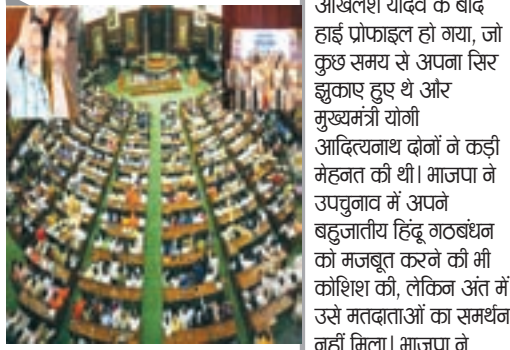 अखिलेश यादव के बाद
हाई प्रोफाइल हो गया, जो
कुछ समय से अपना सिर
झुकाए हुए थे और
मुख्यमंत्री योगी
आदित्यनाथ दोनों ने कड़ी
मेहनत की थी। भाजपा ने
उपचुनाव में अपने
बहुजातीय हिंदू गठबंधन
को मजबूत करने की भी
कोशिश की, लेकिन अंत में
उसे मतदाताओं का समर्थन
नहीं मिला। भाजपा ने